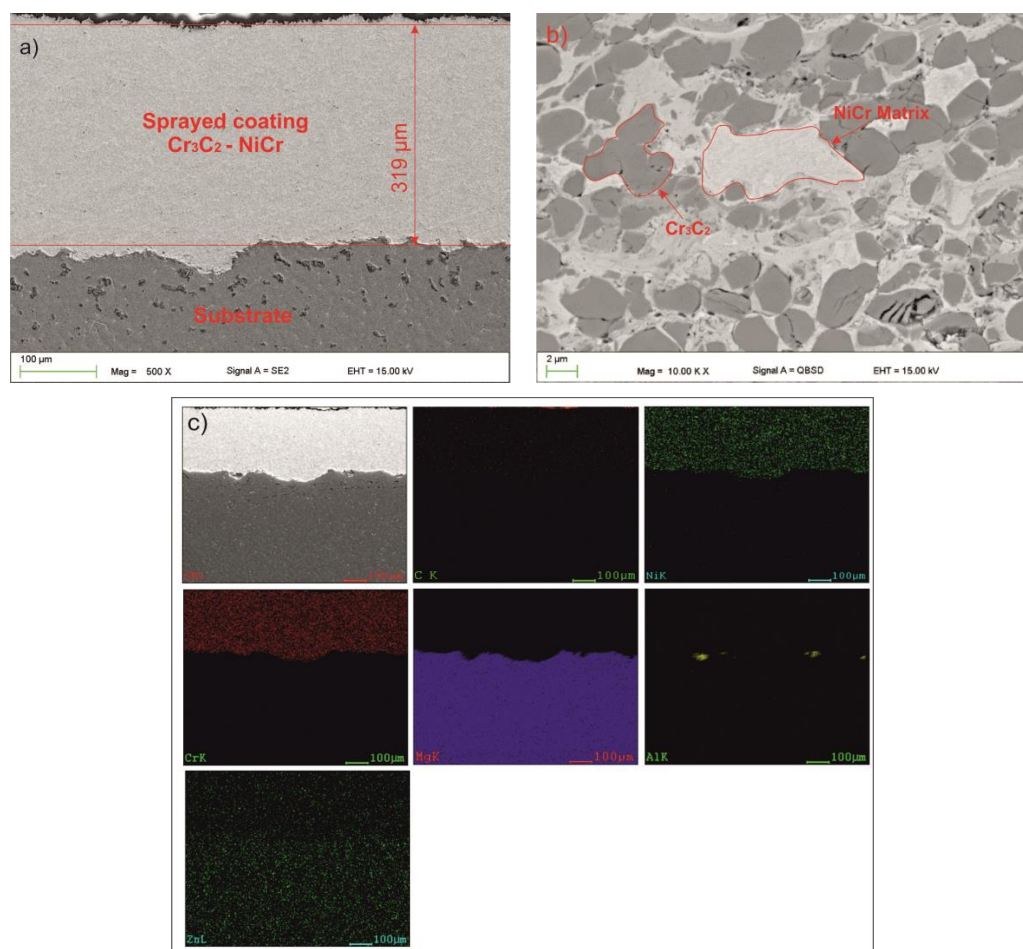 a)
Sprayed coating
Cr₃C₂ - NiCr
319 µm
Substrate
100 µm
Mag = 500 X
Signal A = SE2
EHT = 15.00 kV
b)
NiCr Matrix
Cr₃C₂
2 µm
Mag = 10.00 K X
Signal A = QBSD
EHT = 15.00 kV
c)
100µm
C K
100µm
NiK
100µm
CrK
100µm
MgK
100µm
AlK
100µm
ZnL
100µm